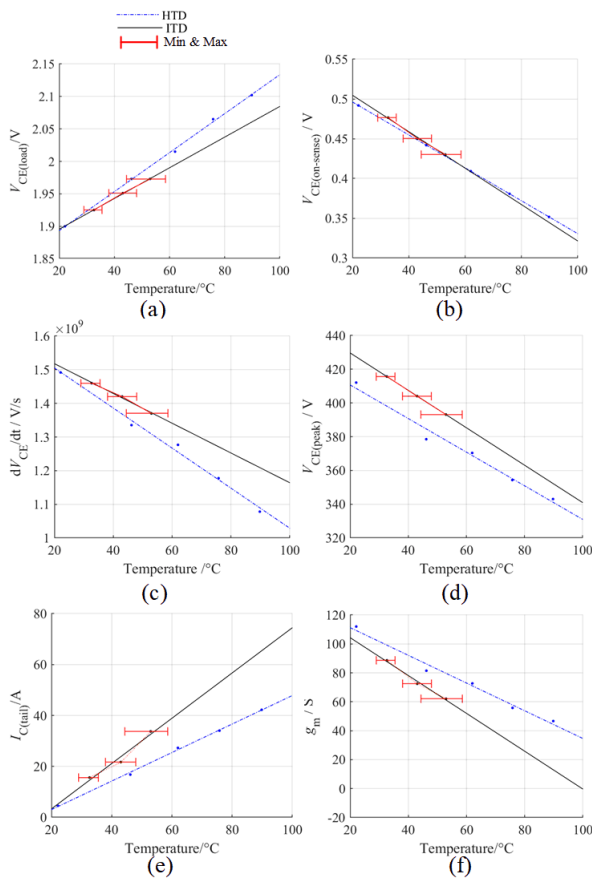 HTD
ITD
Min & Max
V_CE(load)/V
2.15
2.1
2.05
2
1.95
1.9
1.85
20 40 60 80 100
Temperature/°C
(a)
V_CE(on-sense) / V
0.55
0.5
0.45
0.4
0.35
0.3
20 40 60 80 100
Temperature/°C
(b)
×10⁹
dV_CE/dt / V/s
1.6
1.5
1.4
1.3
1.2
1.1
1
20 40 60 80 100
Temperature /°C
(c)
V_CE(peak) / V
440
420
400
380
360
340
320
20 40 60 80 100
Temperature/°C
(d)
I_C(tail)/A
80
60
40
20
0
20 40 60 80 100
Temperature/°C
(e)
g_m / S
120
100
80
60
40
20
0
-20
20 40 60 80 100
Temperature/°C
(f)